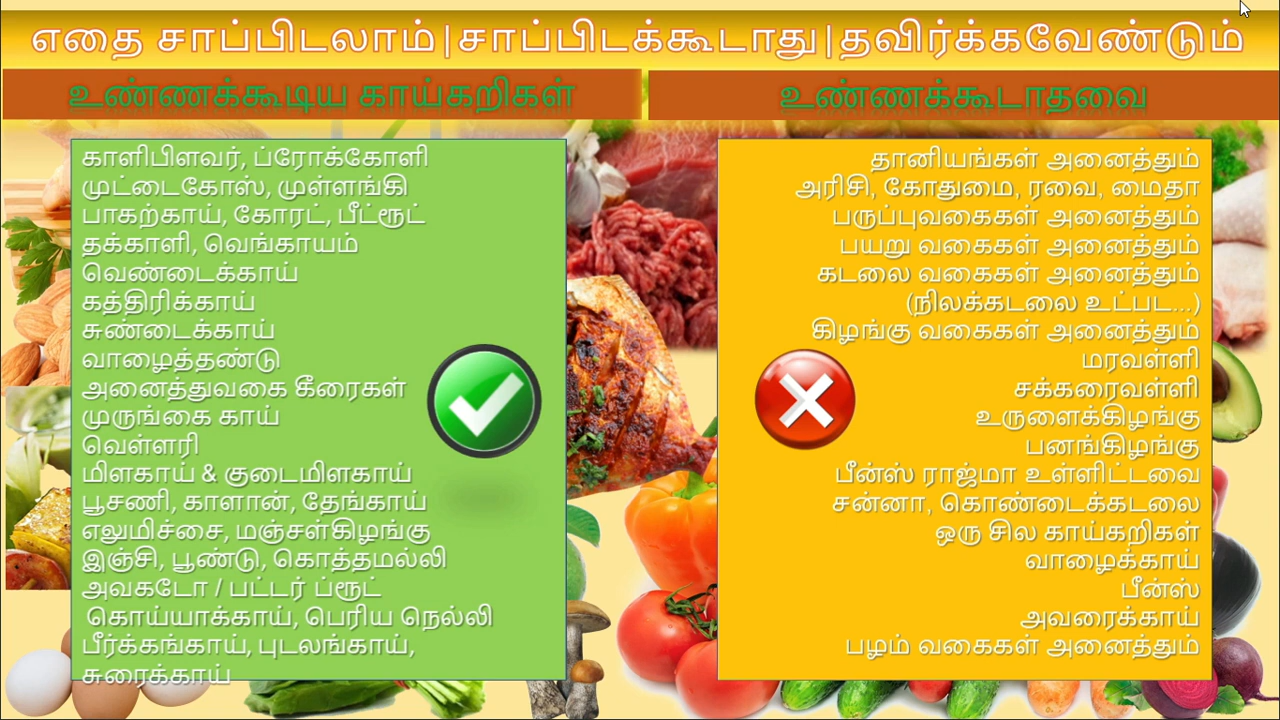 எதை சாப்பிடலாம்|சாப்பிடக்கூடாது|தவிர்க்கவேண்டும்
உண்ணக்கூடிய காய்கறிகள்
காளிபிளவர், ப்ரோக்கோளி
முட்டைகோஸ், முள்ளங்கி
பாகற்காய், கோரட், பீட்ரூட்
தக்காளி, வெங்காயம்
வெண்டைக்காய்
கத்திரிக்காய்
சுண்டைக்காய்
வாழைத்தண்டு
அனைத்துவகை கீரைகள்
முருங்கை காய்
வெள்ளரி
மிளகாய் & குடைமிளகாய்
பூசணி, காளான், தேங்காய்
எலுமிச்சை, மஞ்சள்கிழங்கு
இஞ்சி, பூண்டு, கொத்தமல்லி
அவகடோ / பட்டர் ப்ரூட்
கொய்யாக்காய், பெரிய நெல்லி
பீர்க்கங்காய், புடலங்காய்,
சுரைக்காய்
உண்ணக்கூடாதவை
தானியங்கள் அனைத்தும்
அரிசி, கோதுமை, ரவை, மைதா
பருப்புவகைகள் அனைத்தும்
பயறு வகைகள் அனைத்தும்
கடலை வகைகள் அனைத்தும்
(நிலக்கடலை உட்பட...)
கிழங்கு வகைகள் அனைத்தும்
மரவள்ளி
சக்கரைவள்ளி
உருளைக்கிழங்கு
பனங்கிழங்கு
பீன்ஸ் ராஜ்மா உள்ளிட்டவை
சன்னா, கொண்டைக்கடலை
ஒரு சில காய்கறிகள்
வாழைக்காய்
பீன்ஸ்
அவரைக்காய்
பழம் வகைகள் அனைத்தும்